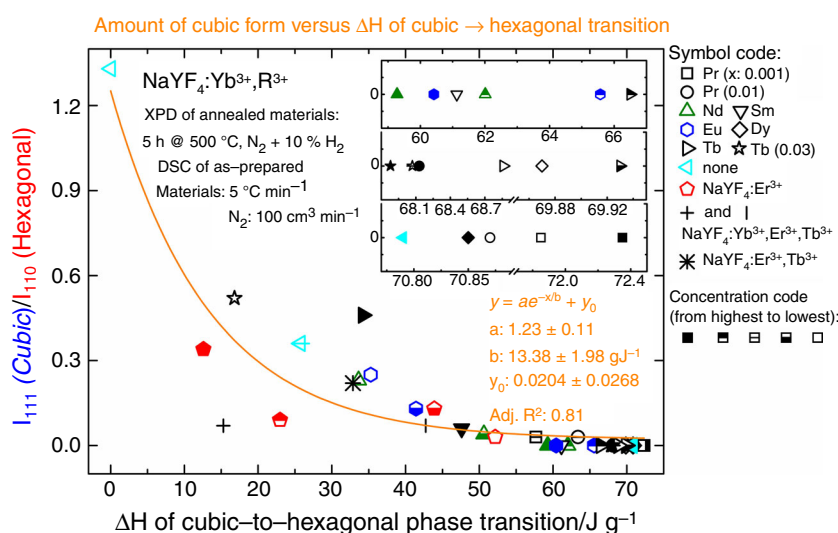 Amount of cubic form versus ΔH of cubic → hexagonal transition
I₁₁₁ (Cubic)/I₁₁₀ (Hexagonal)
1.2
0.9
0.6
0.3
0.0
NaYF₄:Yb³⁺,R³⁺
XPD of annealed materials:
5 h @ 500 °C, N₂ + 10 % H₂
DSC of as–prepared
Materials: 5 °C min⁻¹
N₂: 100 cm³ min⁻¹
0
60 62 64 66
0
68.1 68.4 68.7 69.88 69.92
0
70.80 70.85 72.0 72.4
y = ae⁻ˣ/ᵇ + y₀
a: 1.23 ± 0.11
b: 13.38 ± 1.98 gJ⁻¹
y₀: 0.0204 ± 0.0268
Adj. R²: 0.81
0 10 20 30 40 50 60 70
ΔH of cubic–to–hexagonal phase transition/J g⁻¹
Symbol code:
Pr (x: 0.001)
Pr (0.01)
Nd Sm
Eu Dy
Tb Tb (0.03)
none
NaYF₄:Er³⁺
+ and |
NaYF₄:Yb³⁺,Er³⁺,Tb³⁺
NaYF₄:Er³⁺,Tb³⁺
Concentration code
(from highest to lowest):